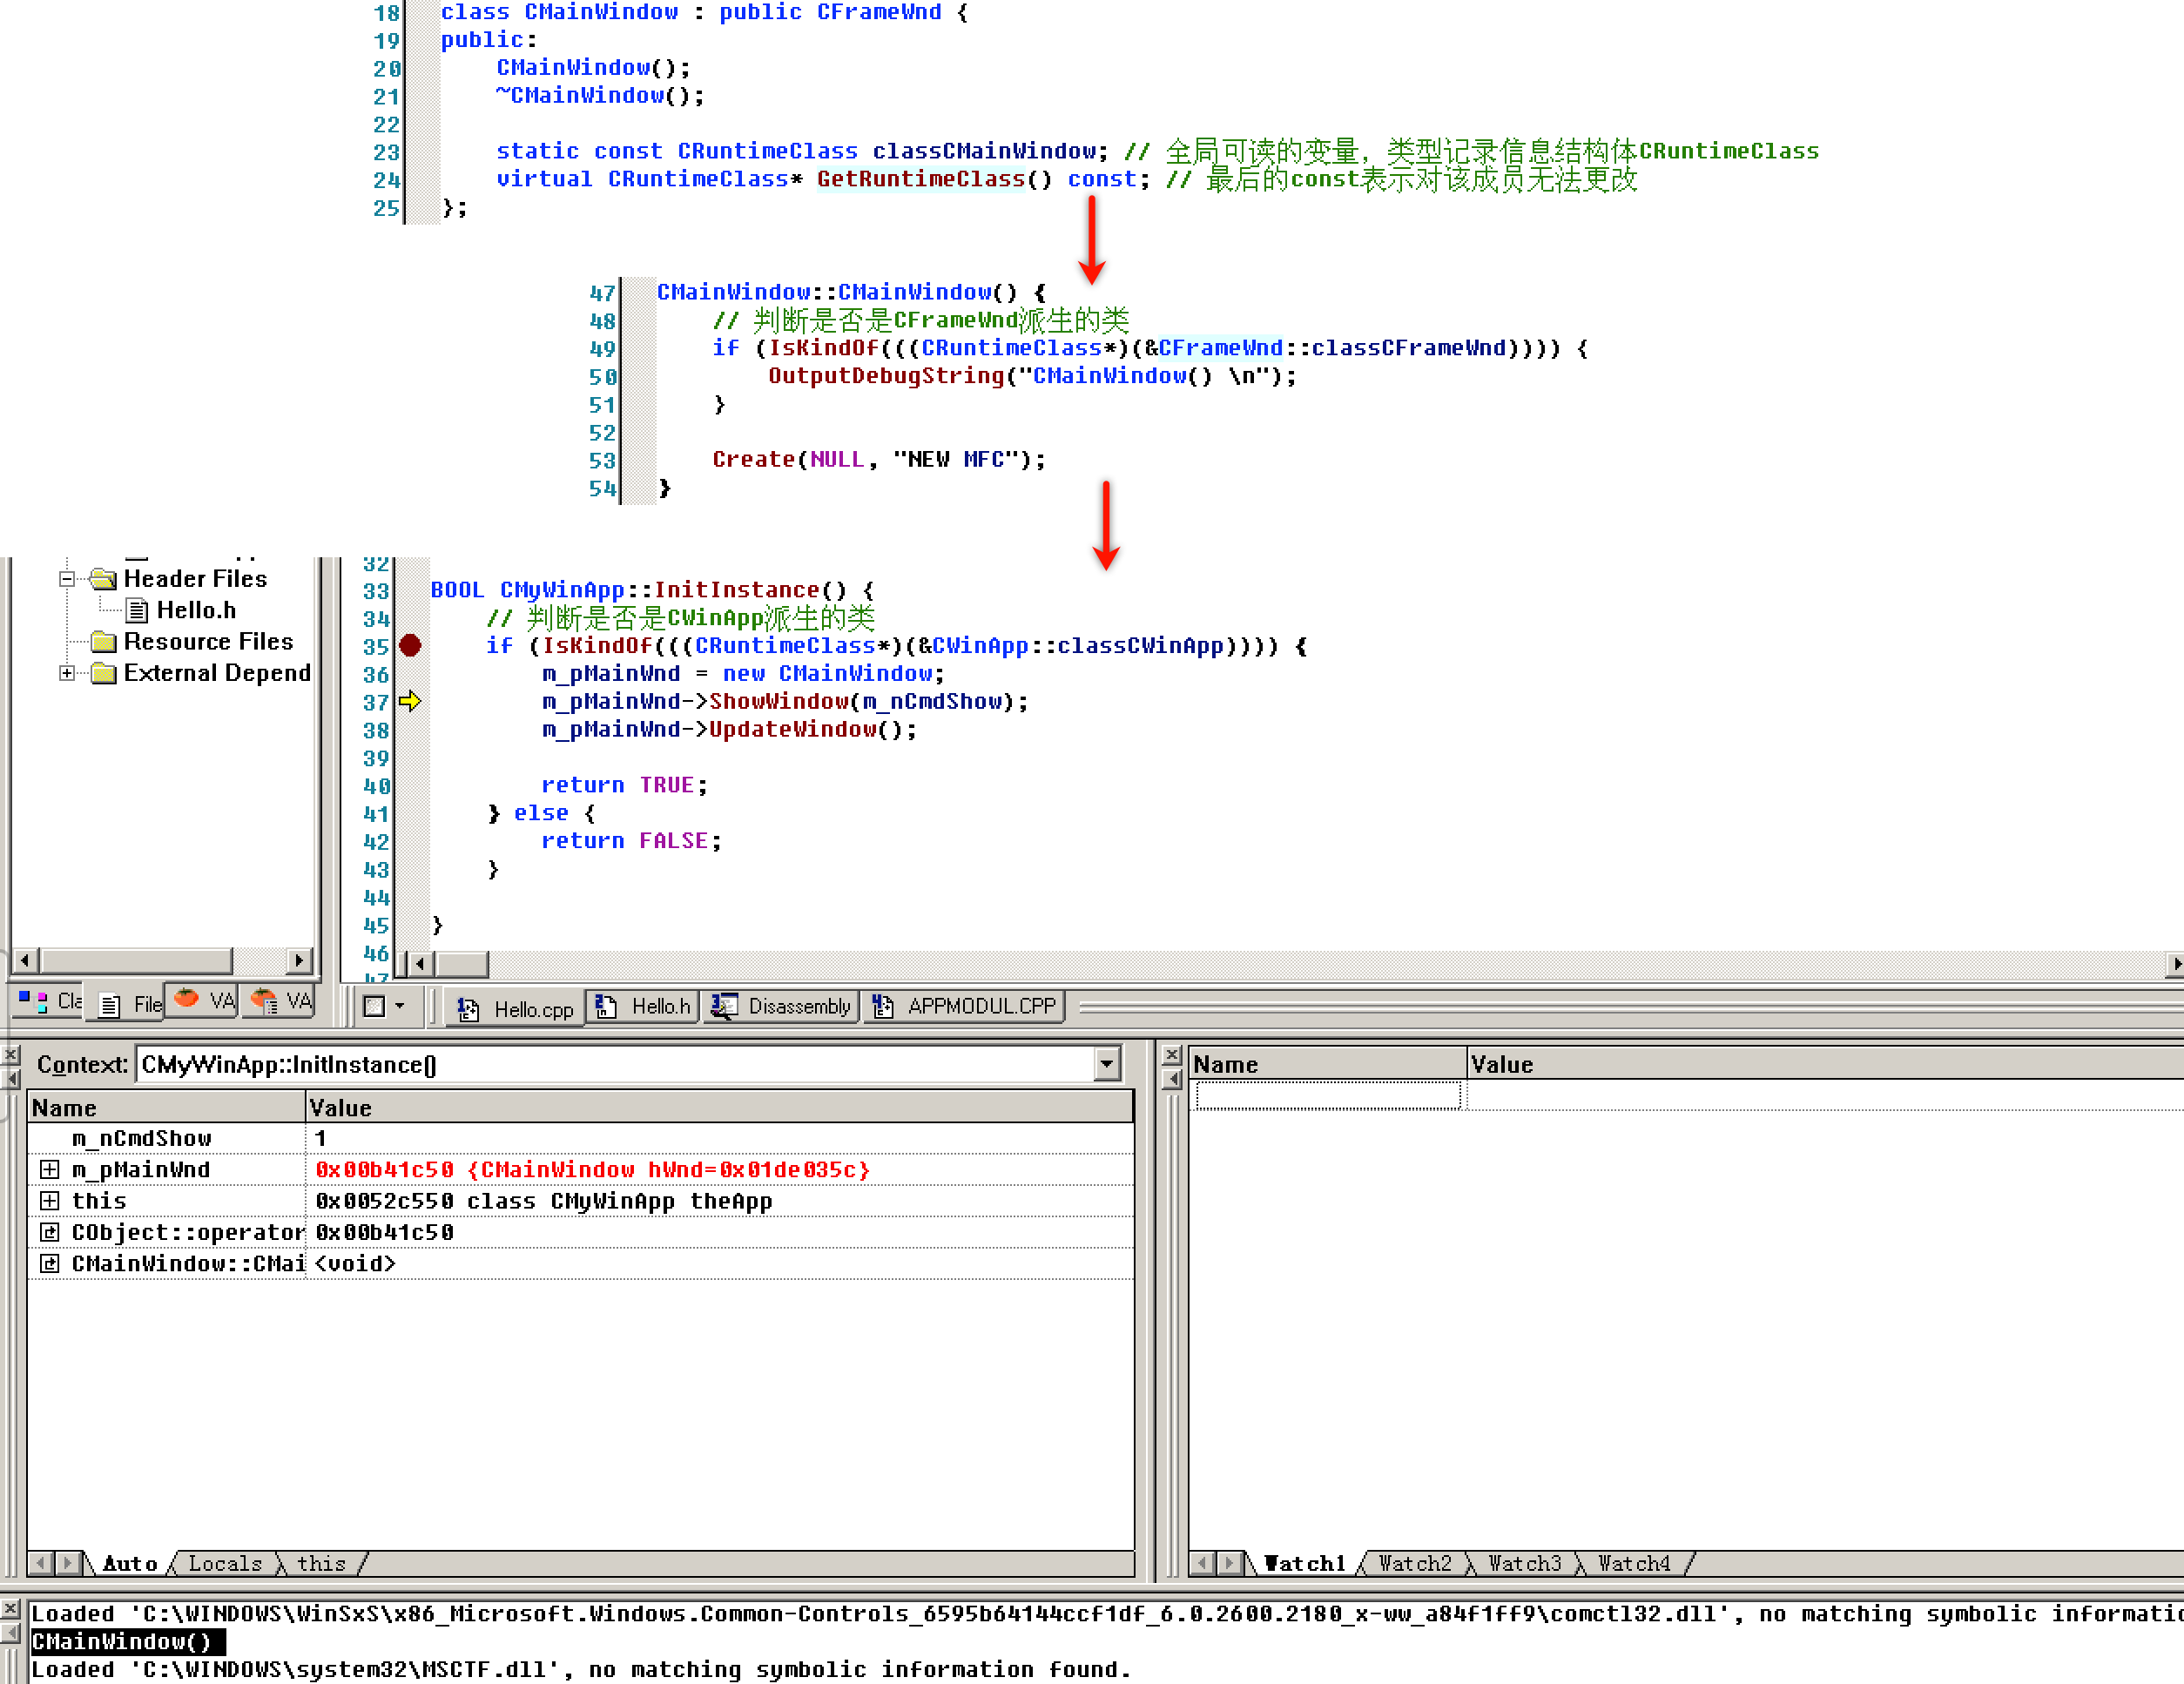 18 class CMainWindow : public CFrameWnd {
19 public:
20 CMainWindow();
21 ~CMainWindow();
22
23 static const CRuntimeClass classCMainWindow; // 全局可读的变量，类型记录信息结构体CRuntimeClass
24 virtual CRuntimeClass* GetRuntimeClass() const; // 最后的const表示对该成员无法更改
25 };
47 CMainWindow::CMainWindow() {
48 // 判断是否是CFrameWnd派生的类
49 if (IsKindOf(((CRuntimeClass*)(&CFrameWnd::classCFrameWnd)))) {
50 OutputDebugString("CMainWindow() \n");
51 }
52
53 Create(NULL, "NEW MFC");
54 }
Header Files
Hello.h
Resource Files
External Depend
32
33 BOOL CMyWinApp::InitInstance() {
34 // 判断是否是CWinApp派生的类
35 if (IsKindOf(((CRuntimeClass*)(&CWinApp::classCWinApp)))) {
36 m_pMainWnd = new CMainWindow;
37 m_pMainWnd->ShowWindow(m_nCmdShow);
38 m_pMainWnd->UpdateWindow();
39
40 return TRUE;
41 } else {
42 return FALSE;
43 }
44
45 }
46
47
Cla File VA VA
Hello.cpp Hello.h Disassembly APPMODUL.CPP
Context: CMyWinApp::InitInstance()
Name Value
m_nCmdShow 1
m_pMainWnd 0x00b41c50 {CMainWindow hWnd=0x01de035c}
this 0x0052c550 class CMyWinApp theApp
CObject::operator 0x00b41c50
CMainWindow::CMai <void>
Auto Locals this
Name Value
Watch1 Watch2 Watch3 Watch4
Loaded 'C:\WINDOWS\WinSxS\x86_Microsoft.Windows.Common-Controls_6595b64144ccf1df_6.0.2600.2180_x-ww_a84f1ff9\comctl32.dll', no matching symbolic informatio
CMainWindow()
Loaded 'C:\WINDOWS\system32\MSCTF.dll', no matching symbolic information found.